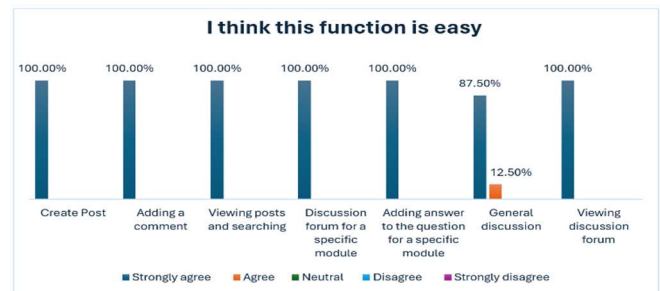 I think this function is easy
100.00% 100.00% 100.00% 100.00% 100.00% 87.50% 12.50% 100.00%
Create Post
Adding a
comment
Viewing posts
and searching
Discussion
forum for a
specific
module
Adding answer
to the question
for a specific
module
General
discussion
Viewing
discussion
forum
Strongly agree Agree Neutral Disagree Strongly disagree